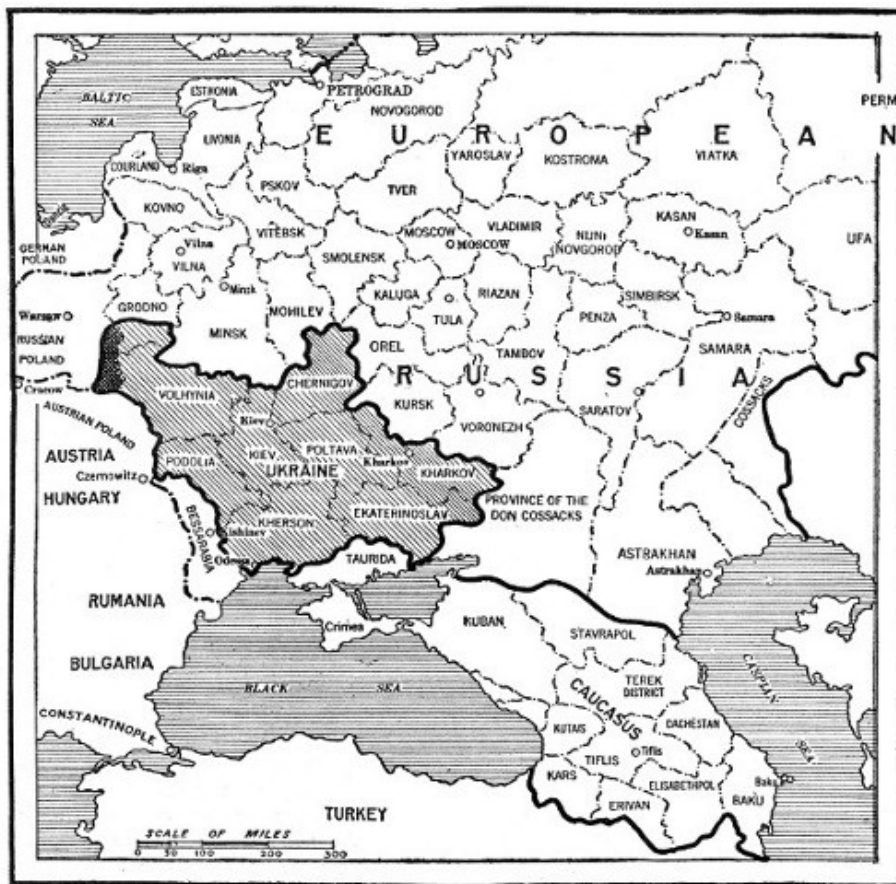 PETROGRAD
ESTHONIA
NOVOGOROD
BALTIC
SEA
PERM
EUROPEAN
LIVONIA
YAROSLAV
KOSTROMA
VIATKA
COURLAND
Riga
PSKOV
TVER
KOVNO
VITEBSK
MOSCOW
MOSCOW
VLADIMIR
NIJNI
NOVGOROD
KASAN
Kasan
UFA
Danzig
GERMAN
POLAND
Vilna
VILNA
SMOLENSK
Minsk
KALUGA
TULA
RIAZAN
PENZA
SIMBIRSK
GRODNO
MINSK
MOHILEV
Samara
SAMARA
Warsaw
RUSSIAN
POLAND
OREL
TAMBOV
RUSSIA
Cracow
AUSTRIAN POLAND
VOLHYNIA
CHERNIGOV
KURSK
SARATOV
COSSACKS
Kiev
VORONEZH
AUSTRIA
HUNGARY
PODOLIA
KIEV
POLTAVA
Kharkov
KHARKOV
UKRAINE
Czernowitz
BESSARABIA
Kishinev
KHERSON
EKATERINOSLAV
PROVINCE OF THE
DON COSSACKS
Odessa
TAURIDA
ASTRAKHAN
Astrakhan
RUMANIA
Crimea
KUBAN
STAVRAPOL
BULGARIA
BLACK SEA
CAUCASUS
TEREK
DISTRICT
CASPIAN
SEA
CONSTANTINOPLE
KUTAIS
DAGHESTAN
TIFLIS
Tiflis
KARS
ELISABETHPOL
Baku
BAKU
ERIVAN
TURKEY
SCALE OF MILES
0 50 100 200 300